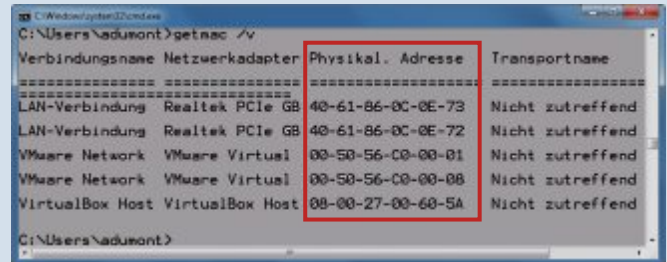 C:\Windows\system32\cmd.exe
C:\Users\adumont>getmac /v
Verbindungsname Netzwerkadapter Physikal. Adresse Transportname
=============== =============== =================== ==========================================
LAN-Verbindung Realtek PCIe GB 40-61-86-0C-0E-73 Nicht zutreffend
LAN-Verbindung Realtek PCIe GB 40-61-86-0C-0E-72 Nicht zutreffend
VMware Network VMware Virtual 00-50-56-C0-00-01 Nicht zutreffend
VMware Network VMware Virtual 00-50-56-C0-00-08 Nicht zutreffend
VirtualBox Host VirtualBox Host 08-00-27-00-60-5A Nicht zutreffend
C:\Users\adumont>